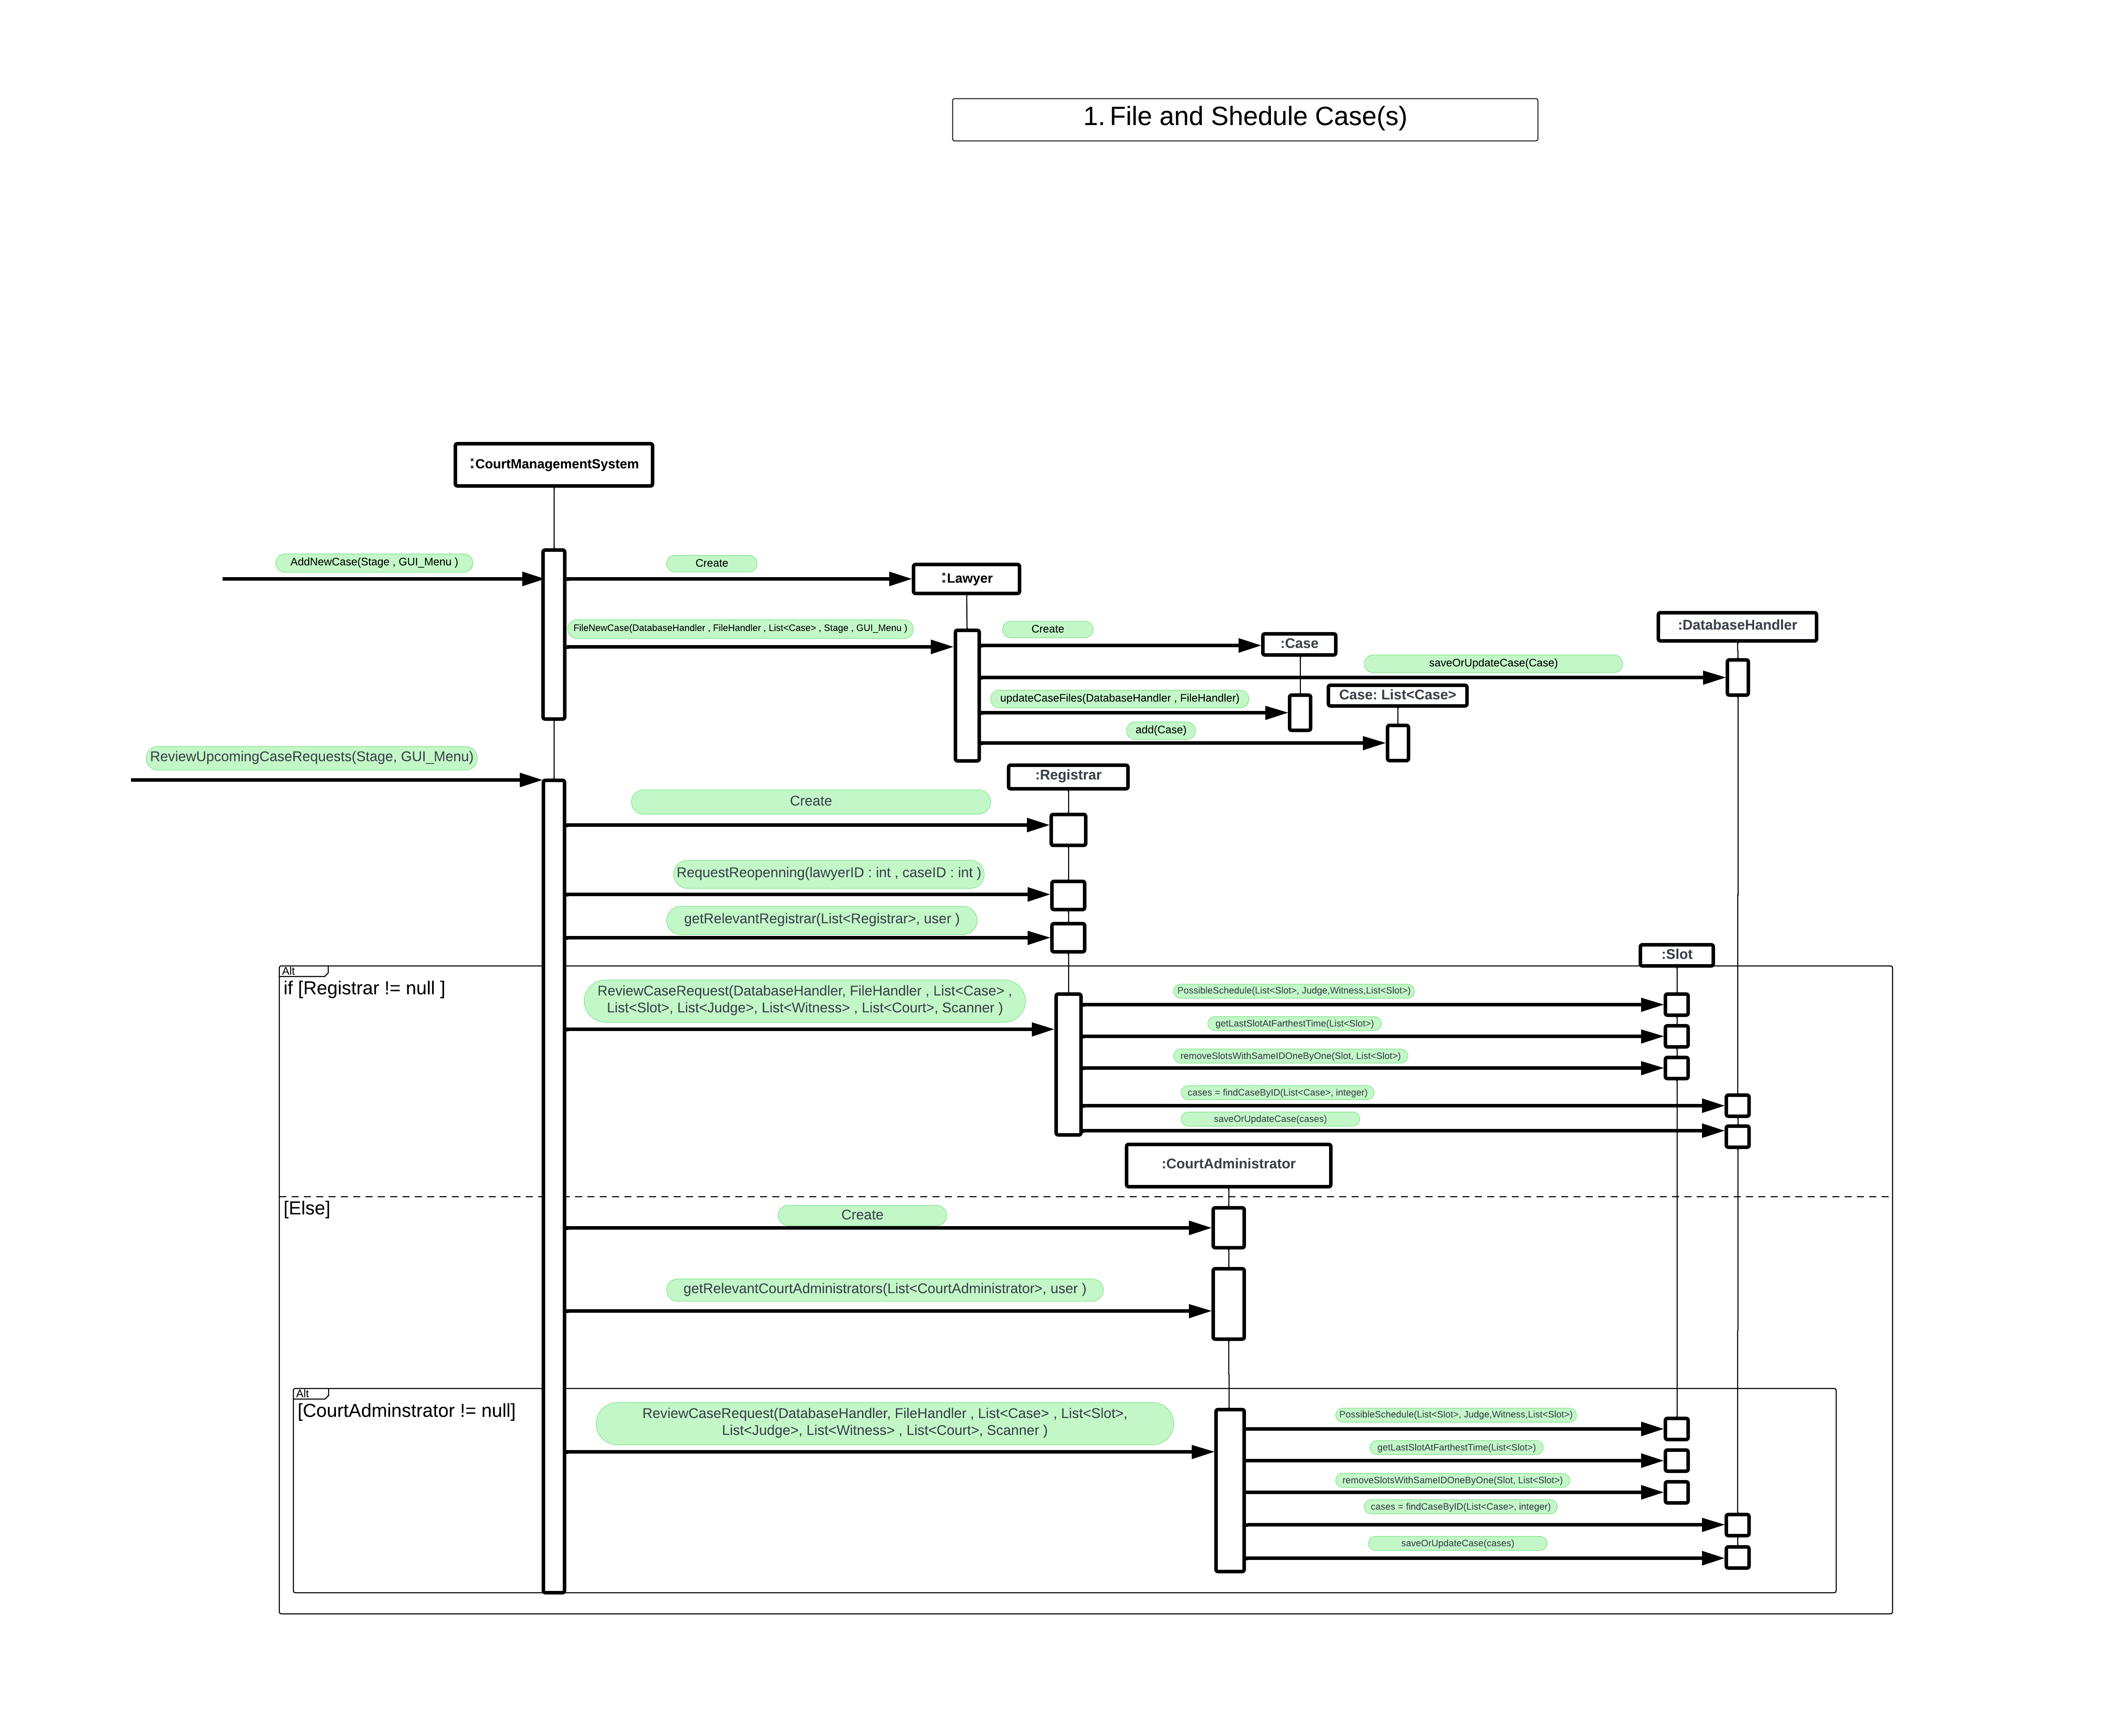 1. File and Shedule Case(s)
:CourtManagementSystem
AddNewCase(Stage , GUI_Menu )
Create
:Lawyer
FileNewCase(DatabaseHandler , FileHandler , List<Case> , Stage , GUI_Menu )
Create
:Case
:DatabaseHandler
saveOrUpdateCase(Case)
updateCaseFiles(DatabaseHandler , FileHandler)
Case: List<Case>
add(Case)
ReviewUpcomingCaseRequests(Stage, GUI_Menu)
:Registrar
Create
RequestReopenning(lawyerID : int , caseID : int )
getRelevantRegistrar(List<Registrar>, user )
:Slot
Alt
if [Registrar != null ]
ReviewCaseRequest(DatabaseHandler, FileHandler , List<Case> ,
List<Slot>, List<Judge>, List<Witness> , List<Court>, Scanner )
PossibleSchedule(List<Slot>, Judge,Witness,List<Slot>)
getLastSlotAtFarthestTime(List<Slot>)
removeSlotsWithSameIDOneByOne(Slot, List<Slot>)
cases = findCaseByID(List<Case>, integer)
saveOrUpdateCase(cases)
:CourtAdministrator
[Else]
Create
getRelevantCourtAdministrators(List<CourtAdministrator>, user )
Alt
[CourtAdminstrator != null]
ReviewCaseRequest(DatabaseHandler, FileHandler , List<Case> , List<Slot>,
List<Judge>, List<Witness> , List<Court>, Scanner )
PossibleSchedule(List<Slot>, Judge,Witness,List<Slot>)
getLastSlotAtFarthestTime(List<Slot>)
removeSlotsWithSameIDOneByOne(Slot, List<Slot>)
cases = findCaseByID(List<Case>, integer)
saveOrUpdateCase(cases)